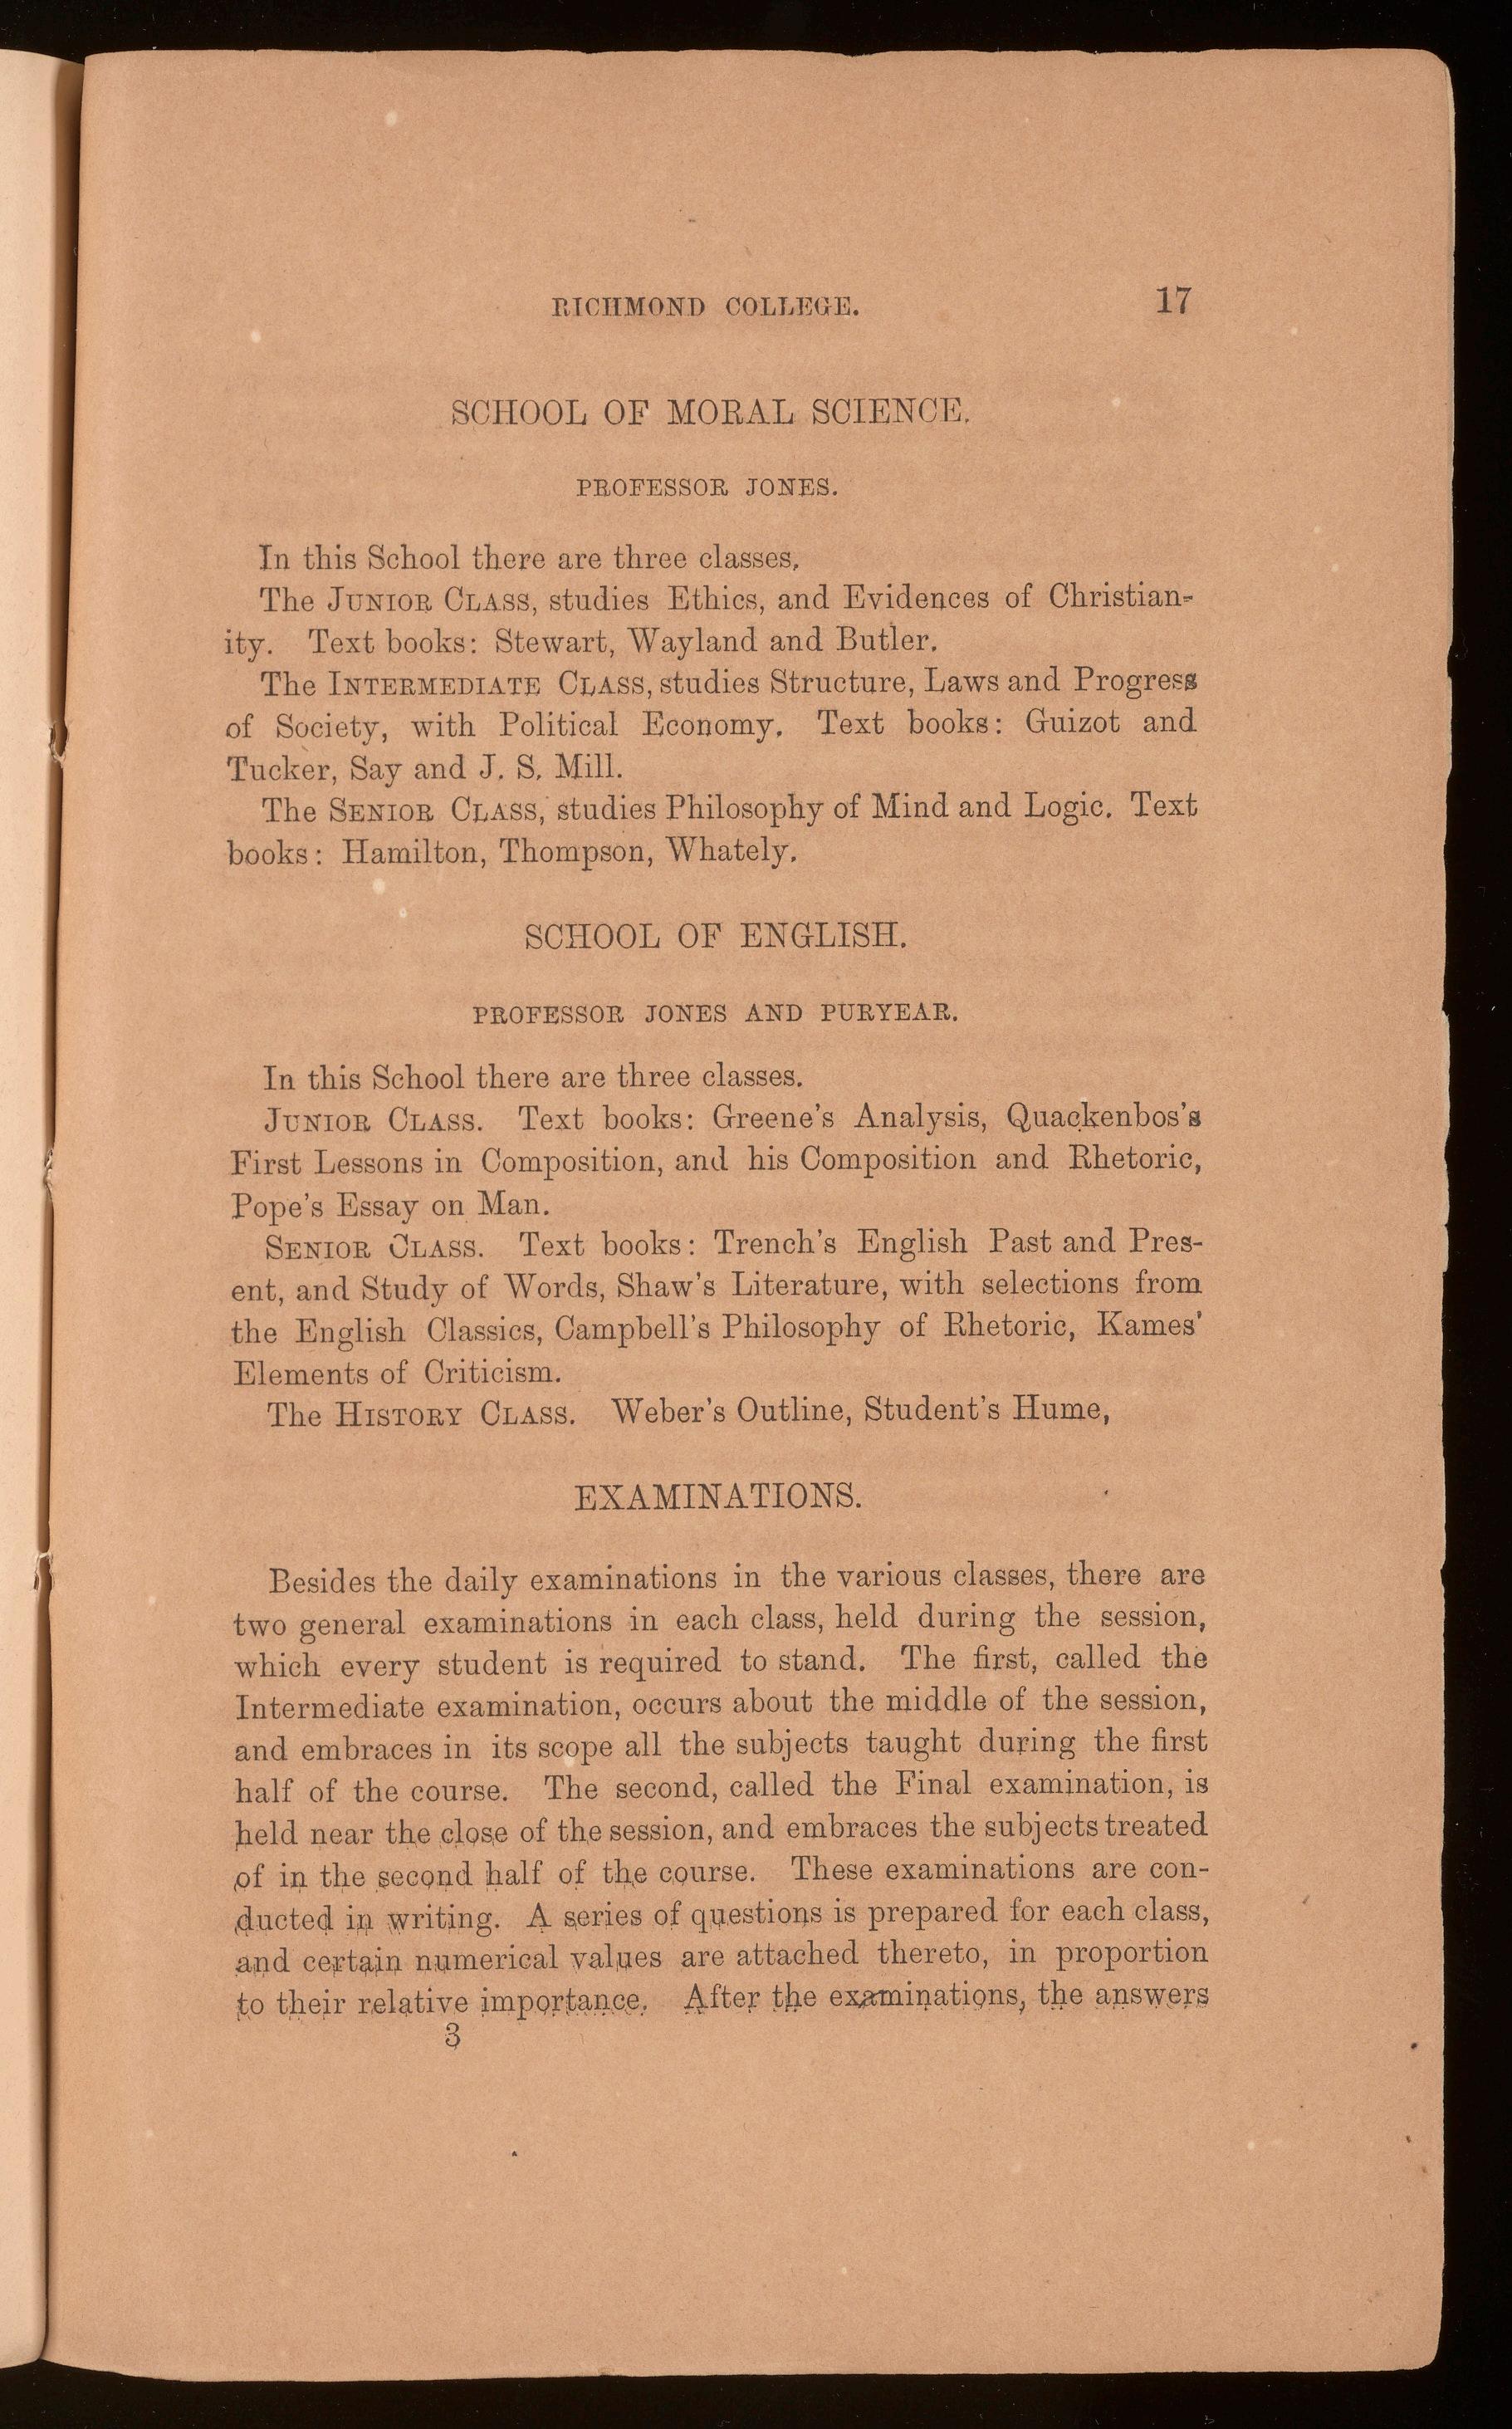 RICHMOND COLLEGE. 17
SCHOOL OF MORAL SCIENCE.
PROFESSOR JONES.
In this School there are three classes.
The JUNIOR CLASS, studies Ethics, and Evidences of Christian-
ity. Text books: Stewart, Wayland and Butler.
The INTERMEDIATE CLASS, studies Structure, Laws and Progress
of Society, with Political Economy. Text books: Guizot and
Tucker, Say and J. S. Mill.
The SENIOR CLASS, studies Philosophy of Mind and Logic. Text
books: Hamilton, Thompson, Whately.
SCHOOL OF ENGLISH.
PROFESSOR JONES AND PURYEAR.
In this School there are three classes.
JUNIOR CLASS. Text books: Greene's Analysis, Quackenbos's
First Lessons in Composition, and his Composition and Rhetoric,
Pope's Essay on Man.
SENIOR CLASS. Text books: Trench's English Past and Pres-
ent, and Study of Words, Shaw's Literature, with selections from
the English Classics, Campbell's Philosophy of Rhetoric, Kames'
Elements of Criticism.
The HISTORY CLASS. Weber's Outline, Student's Hume,
EXAMINATIONS.
Besides the daily examinations in the various classes, there are
two general examinations in each class, held during the session,
which every student is required to stand. The first, called the
Intermediate examination, occurs about the middle of the session,
and embraces in its scope all the subjects taught during the first
half of the course. The second, called the Final examination, is
held near the close of the session, and embraces the subjects treated
of in the second half of the course. These examinations are con-
ducted in writing. A series of questions is prepared for each class,
and certain numerical values are attached thereto, in proportion
to their relative importance. After the examinations, the answers
3